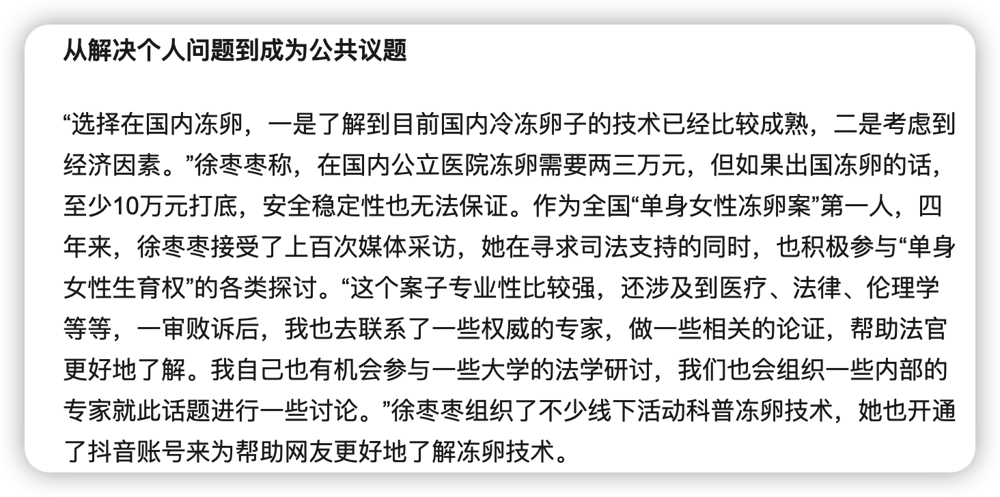 从解决个人问题到成为公共议题
“选择在国内冻卵，一是了解到目前国内冷冻卵子的技术已经比较成熟，二是考虑到
经济因素。”徐枣枣称，在国内公立医院冻卵需要两三万元，但如果出国冻卵的话，
至少10万元打底，安全稳定性也无法保证。作为全国“单身女性冻卵案”第一人，四
年来，徐枣枣接受了上百次媒体采访，她在寻求司法支持的同时，也积极参与“单身
女性生育权”的各类探讨。“这个案子专业性比较强，还涉及到医疗、法律、伦理学
等等，一审败诉后，我也去联系了一些权威的专家，做一些相关的论证，帮助法官
更好地了解。我自己也有机会参与一些大学的法学研讨，我们也会组织一些内部的
专家就此话题进行一些讨论。”徐枣枣组织了不少线下活动科普冻卵技术，她也开通
了抖音账号来为帮助网友更好地了解冻卵技术。